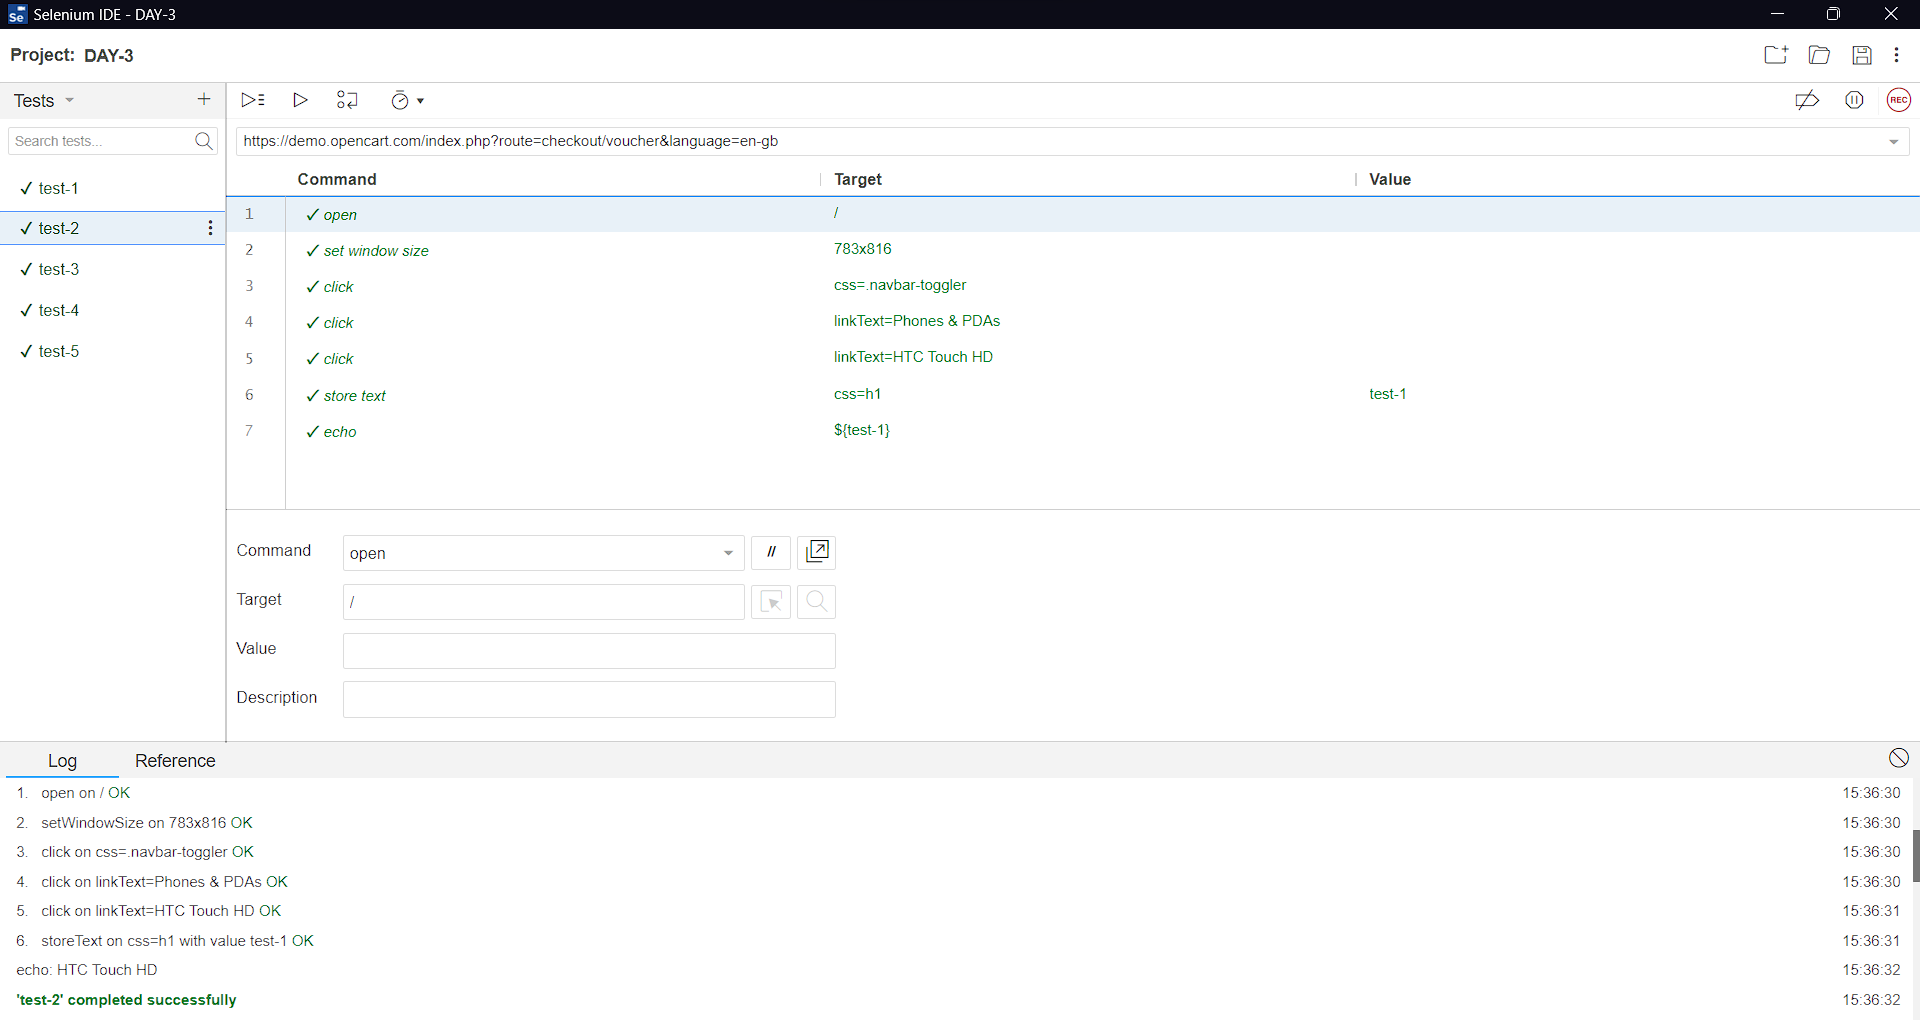 Se Selenium IDE - DAY-3
Project: DAY-3
Tests
Search tests...
✓ test-1
✓ test-2
✓ test-3
✓ test-4
✓ test-5
REC
https://demo.opencart.com/index.php?route=checkout/voucher&language=en-gb
Command Target Value
1 ✓ open /
2 ✓ set window size 783x816
3 ✓ click css=.navbar-toggler
4 ✓ click linkText=Phones & PDAs
5 ✓ click linkText=HTC Touch HD
6 ✓ store text css=h1 test-1
7 ✓ echo ${test-1}
Command open //
Target /
Value
Description
Log Reference
1. open on / OK 15:36:30
2. setWindowSize on 783x816 OK 15:36:30
3. click on css=.navbar-toggler OK 15:36:30
4. click on linkText=Phones & PDAs OK 15:36:30
5. click on linkText=HTC Touch HD OK 15:36:31
6. storeText on css=h1 with value test-1 OK 15:36:31
echo: HTC Touch HD 15:36:32
'test-2' completed successfully 15:36:32